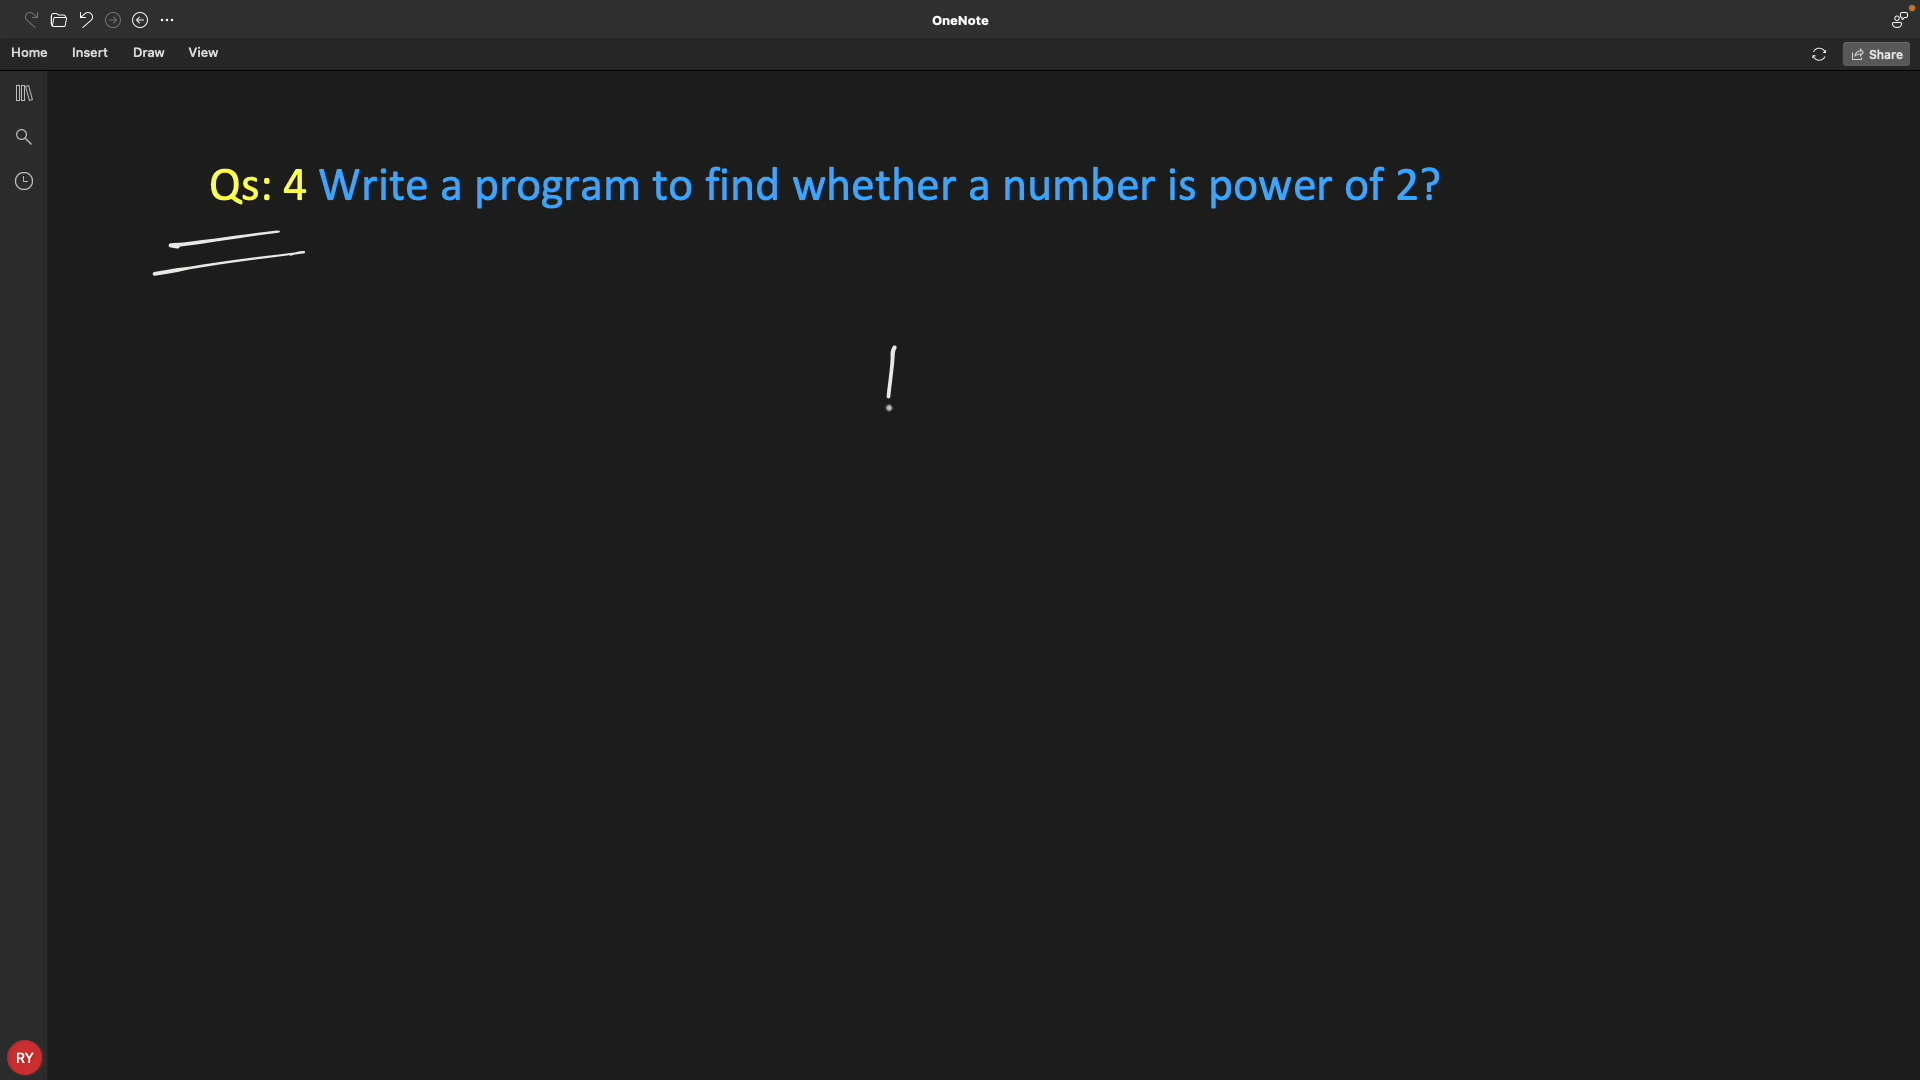 OneNote
Home Insert Draw View Share
Qs: 4 Write a program to find whether a number is power of 2?
RY